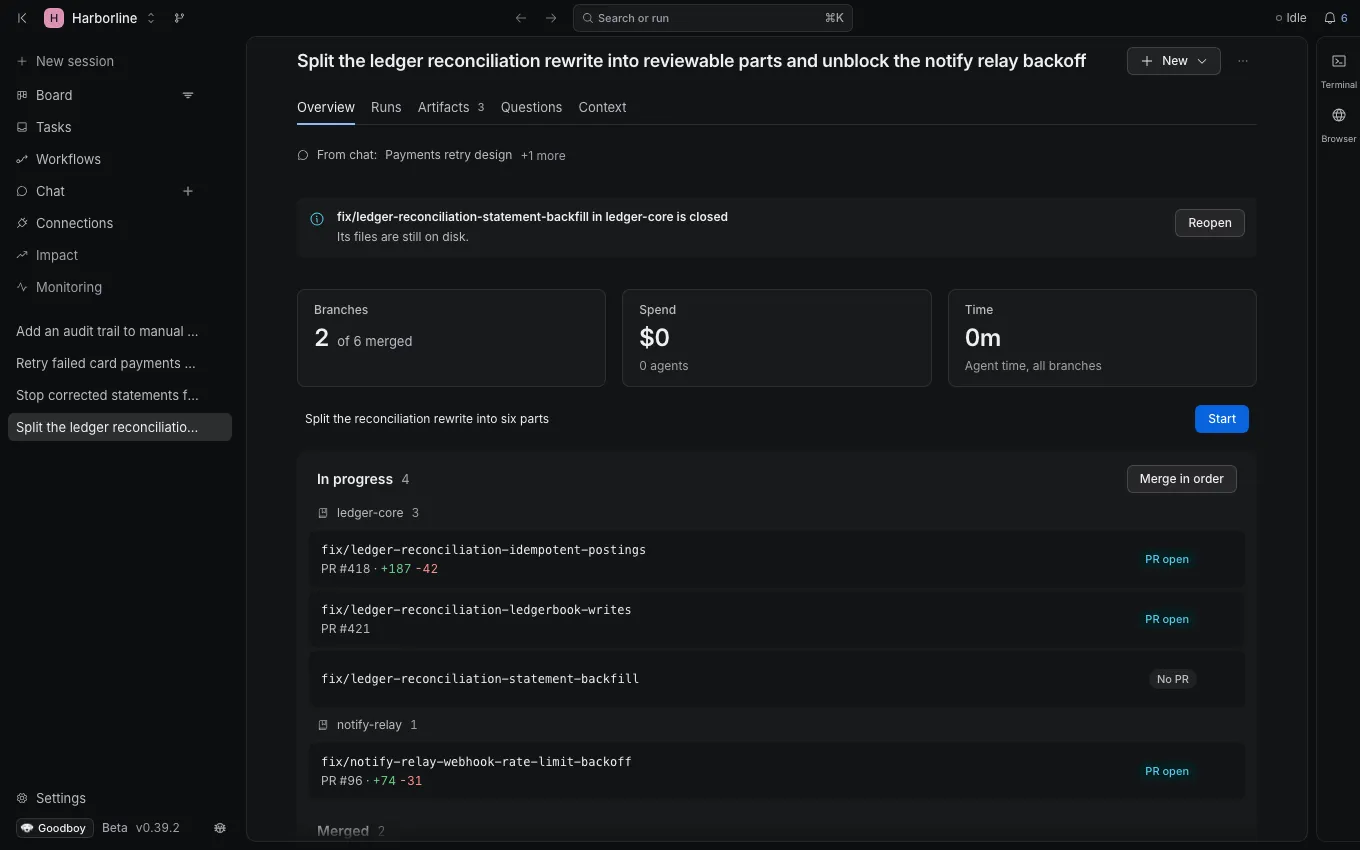 H Harborline
Search or run ⌘K
Idle 6
New session
Board
Tasks
Workflows
Chat
Connections
Impact
Monitoring
Add an audit trail to manual ...
Retry failed card payments ...
Stop corrected statements f...
Split the ledger reconciliatio...
Settings
Goodboy Beta v0.39.2
Split the ledger reconciliation rewrite into reviewable parts and unblock the notify relay backoff
New
Overview Runs Artifacts 3 Questions Context
From chat: Payments retry design +1 more
fix/ledger-reconciliation-statement-backfill in ledger-core is closed
Its files are still on disk.
Reopen
Branches
2 of 6 merged
Spend
$0
0 agents
Time
0m
Agent time, all branches
Split the reconciliation rewrite into six parts
Start
In progress 4
Merge in order
ledger-core 3
fix/ledger-reconciliation-idempotent-postings
PR #418 · +187 -42
PR open
fix/ledger-reconciliation-ledgerbook-writes
PR #421
PR open
fix/ledger-reconciliation-statement-backfill
No PR
notify-relay 1
fix/notify-relay-webhook-rate-limit-backoff
PR #96 · +74 -31
PR open
Merged 2
Terminal
Browser